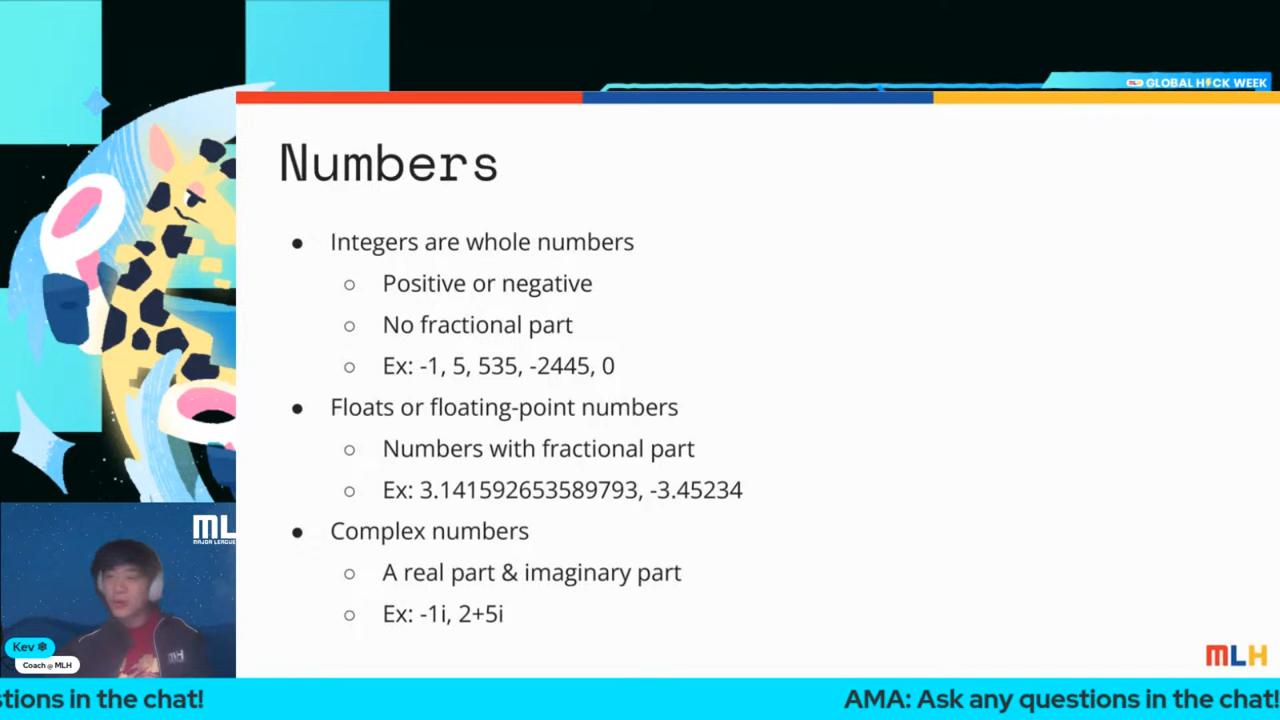 GLOBAL HACK WEEK
Numbers
● Integers are whole numbers
○ Positive or negative
○ No fractional part
○ Ex: -1, 5, 535, -2445, 0
● Floats or floating-point numbers
○ Numbers with fractional part
○ Ex: 3.141592653589793, -3.45234
● Complex numbers
○ A real part & imaginary part
○ Ex: -1i, 2+5i
ML
MAJOR LEAGUE
Kev ❄
Coach @ MLH
MLH
stions in the chat!
AMA: Ask any questions in the chat!